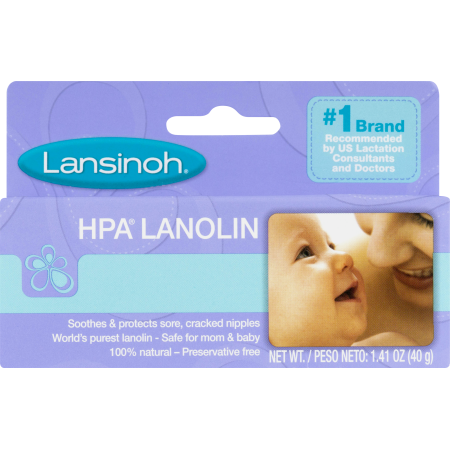 #1 Brand
Recommended
by US Lactation
Consultants
and Doctors
Lansinoh®
HPA® LANOLIN
Soothes & protects sore, cracked nipples
World's purest lanolin - Safe for mom & baby
100% natural – Preservative free
NET WT. / PESO NETO: 1.41 OZ (40 g)